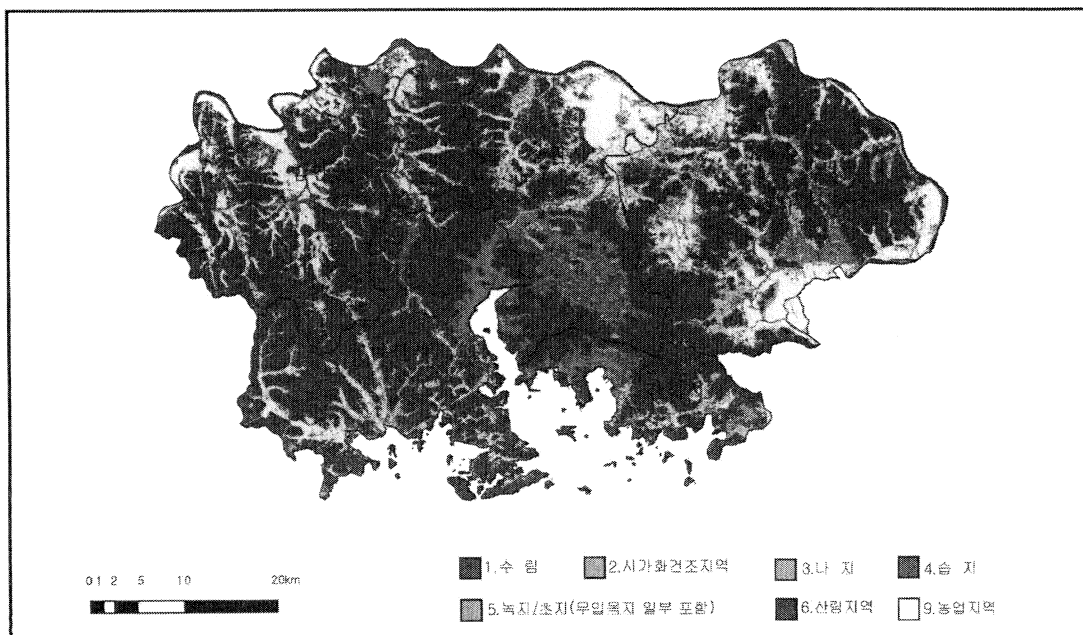 0 1 2 5 10 20km
1.수 림 2.시가화건조지역 3.나 지 4.습 지
5.녹지/초지(무입목지 일부 포함) 6.산림지역 9.농업지역